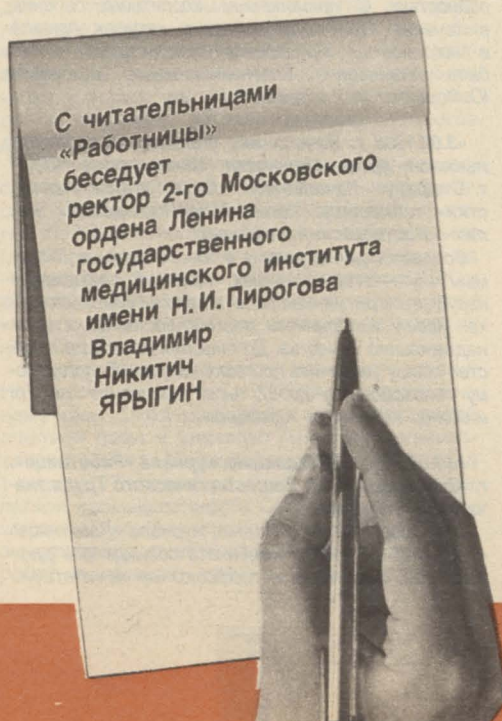 С читательницами
«Работницы»
беседует
ректор 2-го Московского
ордена Ленина
государственного
медицинского института
имени Н. И. Пирогова
Владимир
Никитич
ЯРЫГИН